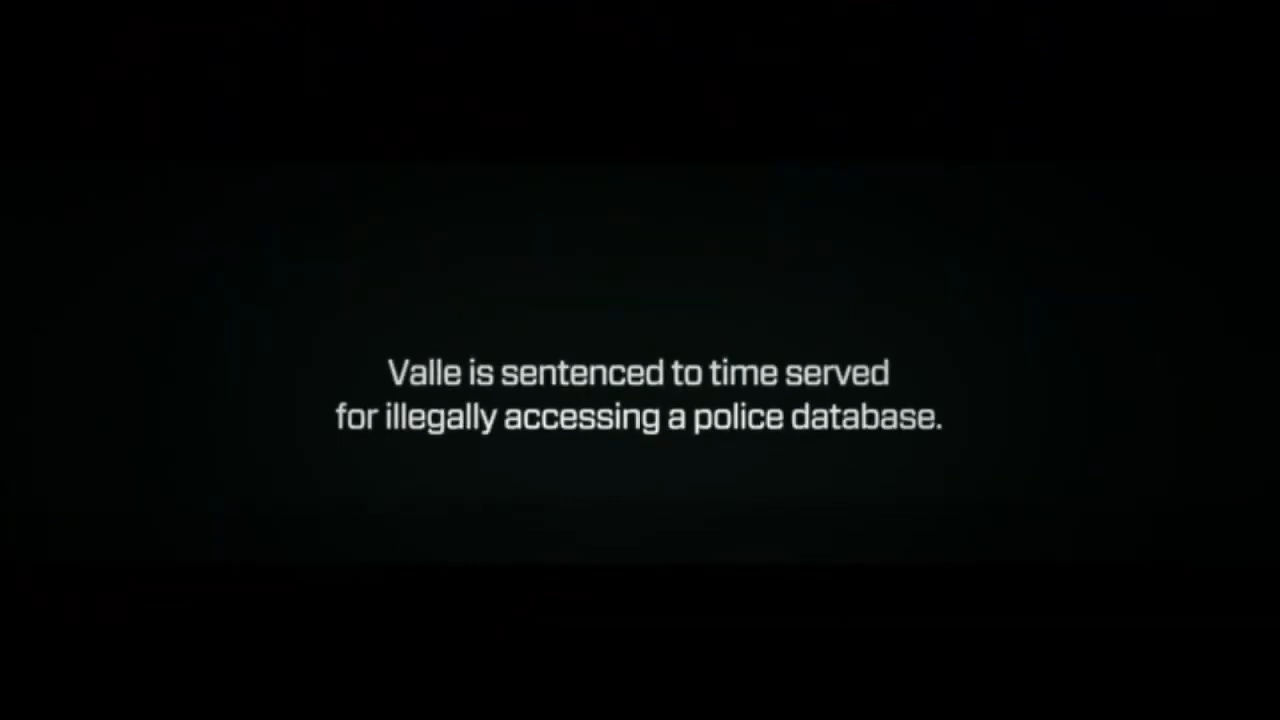 Valle is sentenced to time served
for illegally accessing a police database.